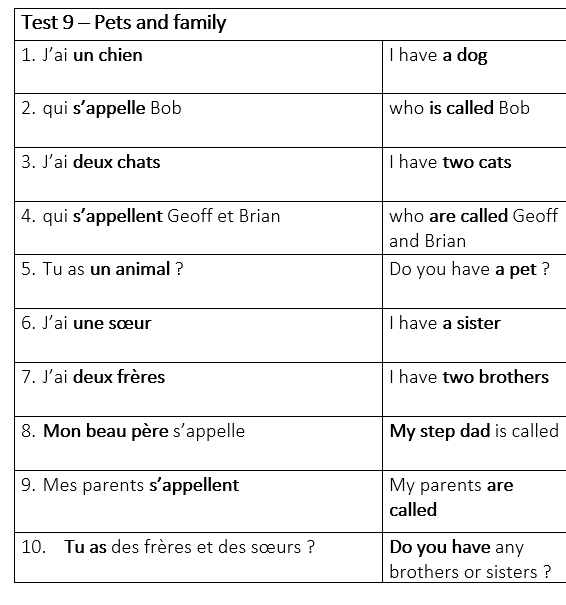 Test 9 – Pets and family
1. J’ai un chien
I have a dog
2. qui s’appelle Bob
who is called Bob
3. J’ai deux chats
I have two cats
4. qui s’appellent Geoff et Brian
who are called Geoff
and Brian
5. Tu as un animal ?
Do you have a pet ?
6. J’ai une sœur
I have a sister
7. J’ai deux frères
I have two brothers
8. Mon beau père s’appelle
My step dad is called
9. Mes parents s’appellent
My parents are
called
10. Tu as des frères et des sœurs ?
Do you have any
brothers or sisters ?